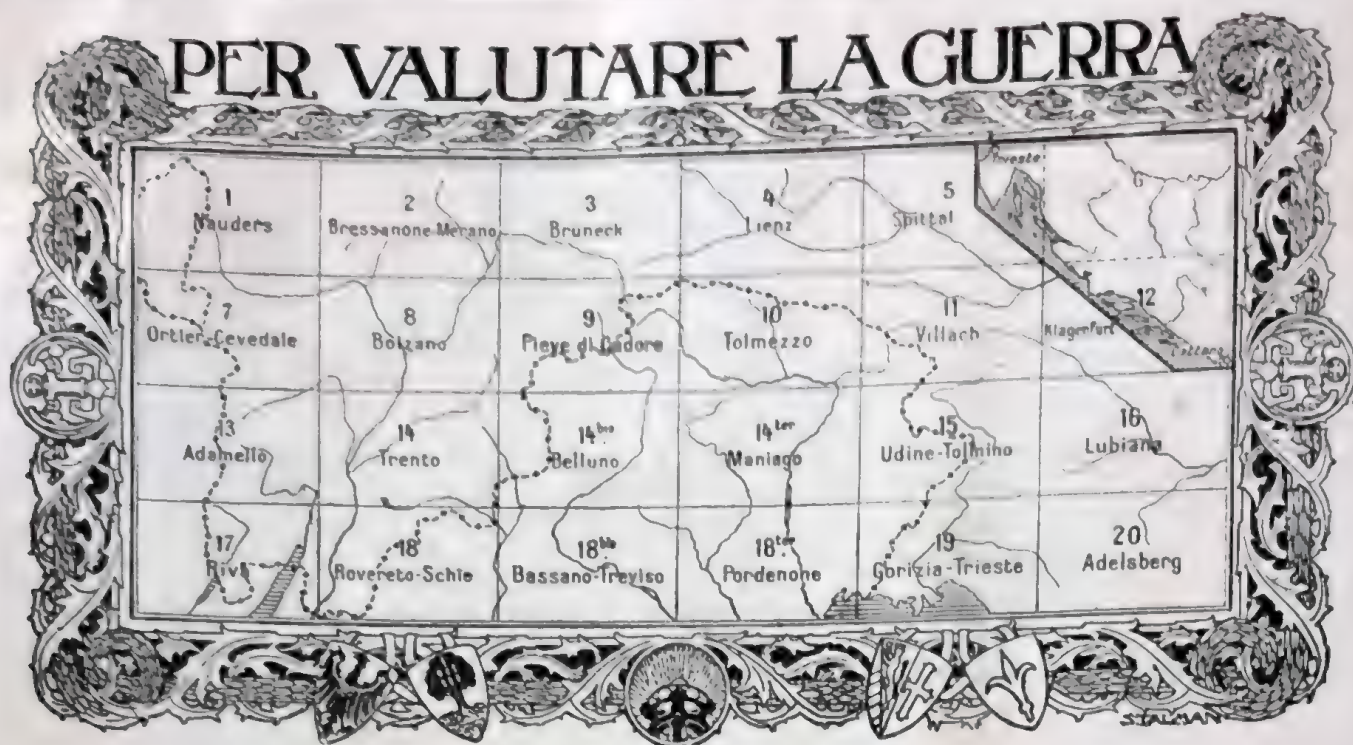 PER VALUTARE LA GUERRA
1
Nauders
2
Bressanone Merano
3
Bruneck
4
Lienz
5
Spittal
6
7
Ortler-Cevedale
8
Bolzano
9
Pieve di Cadore
10
Tolmezzo
11
Villach
Klagenfurt
12
13
Adamello
14
Trento
14bis
Belluno
14ter
Maniago
15
Udine-Tolmino
16
Lubiana
17
Riva
18
Rovereto-Schio
18bis
Bassano-Treviso
18ter
Pordenone
19
Gorizia-Trieste
20
Adelsberg